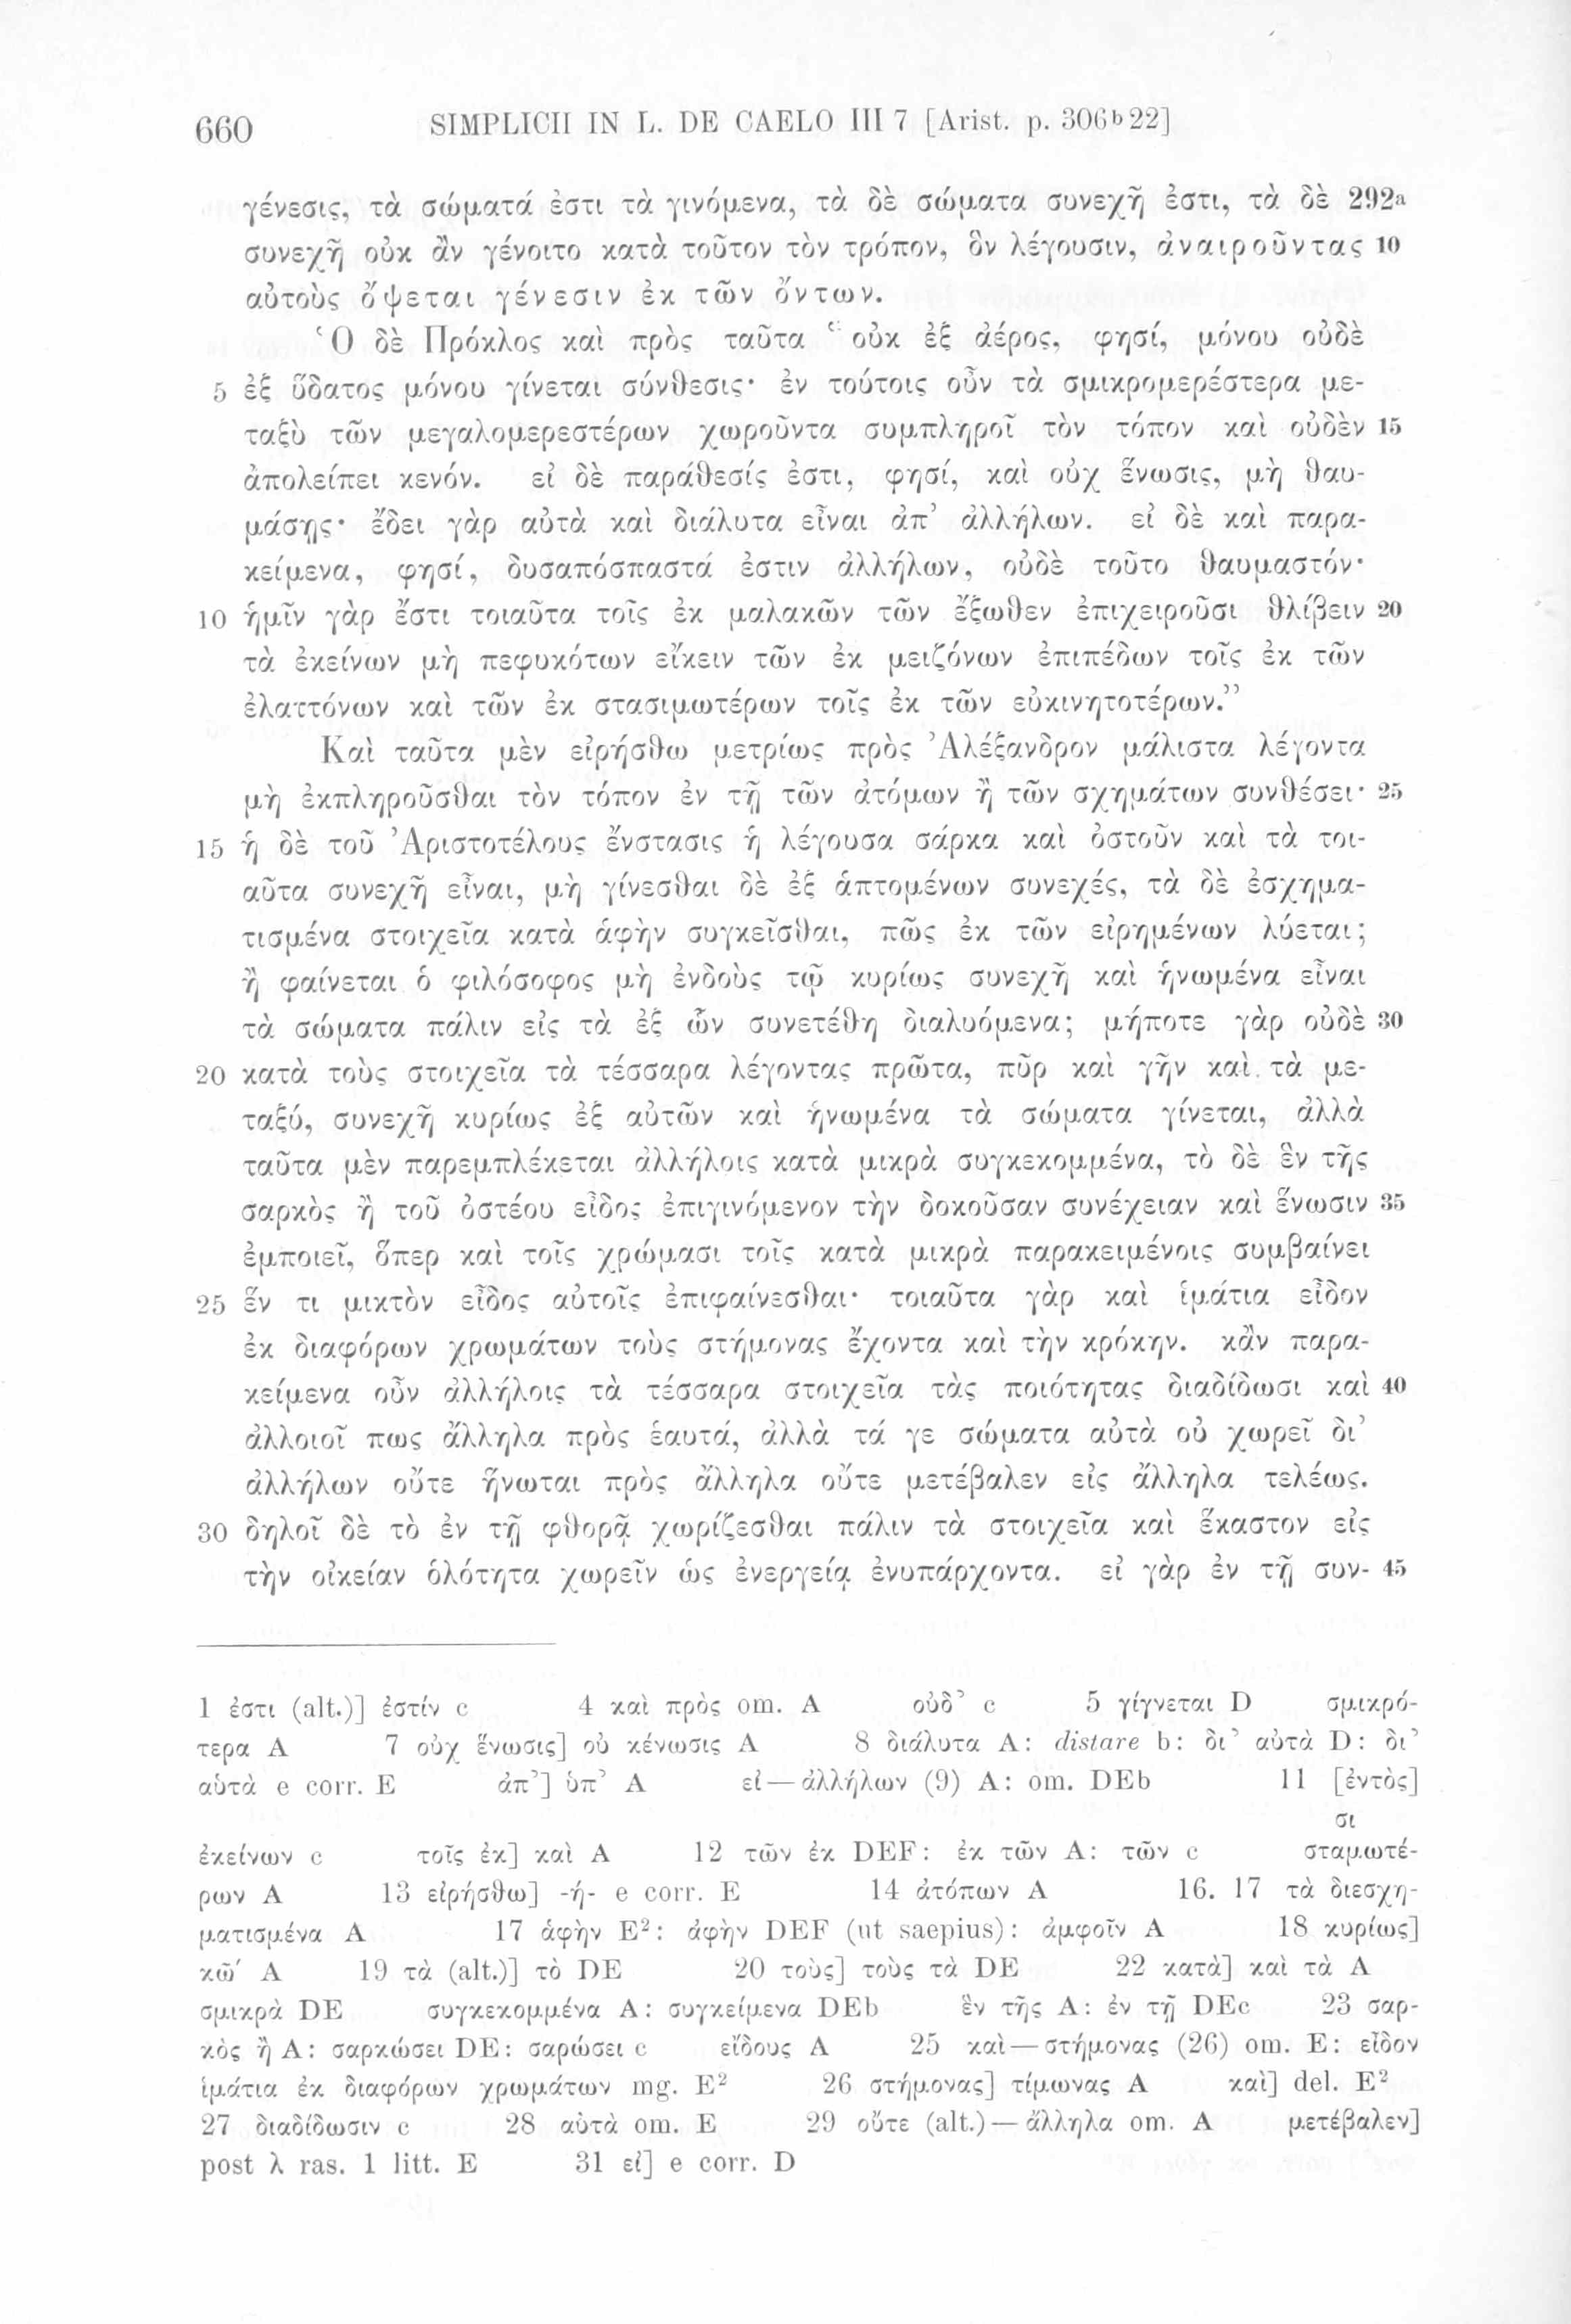 660 SIMPLICII IN L. DE CAELO III 7 [Arist. p. 306b22]
γένεσις, τὰ σώματά ἐστι τὰ γινόμενα, τὰ δὲ σώματα συνεχῆ ἐστι, τὰ δὲ 292a
συνεχῆ οὐκ ἂν γένοιτο κατὰ τοῦτον τὸν τρόπον, ὃν λέγουσιν, ἀναιροῦντας 10
αὐτοὺς ὄψεται γένεσιν ἐκ τῶν ὄντων.
Ὁ δὲ Πρόκλος καὶ πρὸς ταῦτα “οὐκ ἐξ ἀέρος, φησί, μόνου οὐδὲ
5 ἐξ ὕδατος μόνου γίνεται σύνθεσις· ἐν τούτοις οὖν τὰ σμικρομερέστερα με-
ταξὺ τῶν μεγαλομερεστέρων χωροῦντα συμπληροῖ τὸν τόπον καὶ οὐδὲν 15
ἀπολείπει κενόν. εἰ δὲ παράθεσίς ἐστι, φησί, καὶ οὐχ ἕνωσις, μὴ θαυ-
μάσῃς· ἔδει γὰρ αὐτὰ καὶ διάλυτα εἶναι ἀπ’ ἀλλήλων. εἰ δὲ καὶ παρα-
κείμενα, φησί, δυσαπόσπαστά ἐστιν ἀλλήλων, οὐδὲ τοῦτο θαυμαστόν·
10 ἡμῖν γὰρ ἔστι τοιαῦτα τοῖς ἐκ μαλακῶν τῶν ἔξωθεν ἐπιχειροῦσι θλίβειν 20
τὰ ἐκείνων μὴ πεφυκότων εἴκειν τῶν ἐκ μειζόνων ἐπιπέδων τοῖς ἐκ τῶν
ἐλαττόνων καὶ τῶν ἐκ στασιμωτέρων τοῖς ἐκ τῶν εὐκινητοτέρων.”
Καὶ ταῦτα μὲν εἰρήσθω μετρίως πρὸς Ἀλέξανδρον μάλιστα λέγοντα
μὴ ἐκπληροῦσθαι τὸν τόπον ἐν τῇ τῶν ἀτόμων ἢ τῶν σχημάτων συνθέσει· 25
15 ἡ δὲ τοῦ Ἀριστοτέλους ἔνστασις ἡ λέγουσα σάρκα καὶ ὀστοῦν καὶ τὰ τοι-
αῦτα συνεχῆ εἶναι, μὴ γίνεσθαι δὲ ἐξ ἁπτομένων συνεχές, τὰ δὲ ἐσχημα-
τισμένα στοιχεῖα κατὰ ἁφὴν συγκεῖσθαι, πῶς ἐκ τῶν εἰρημένων λύεται;
ἢ φαίνεται ὁ φιλόσοφος μὴ ἐνδοὺς τῷ κυρίως συνεχῆ καὶ ἡνωμένα εἶναι
τὰ σώματα πάλιν εἰς τὰ ἐξ ὧν συνετέθη διαλυόμενα; μήποτε γὰρ οὐδὲ 30
20 κατὰ τοὺς στοιχεῖα τὰ τέσσαρα λέγοντας πρῶτα, πῦρ καὶ γῆν καὶ τὰ με-
ταξύ, συνεχῆ κυρίως ἐξ αὐτῶν καὶ ἡνωμένα τὰ σώματα γίνεται, ἀλλὰ
ταῦτα μὲν παρεμπλέκεται ἀλλήλοις κατὰ μικρὰ συγκεκομμένα, τὸ δὲ ἓν τῆς
σαρκὸς ἢ τοῦ ὀστέου εἶδος ἐπιγινόμενον τὴν δοκοῦσαν συνέχειαν καὶ ἕνωσιν 35
ἐμποιεῖ, ὅπερ καὶ τοῖς χρώμασι τοῖς κατὰ μικρὰ παρακειμένοις συμβαίνει
25 ἕν τι μικτὸν εἶδος αὐτοῖς ἐπιφαίνεσθαι· τοιαῦτα γὰρ καὶ ἱμάτια εἶδον
ἐκ διαφόρων χρωμάτων τοὺς στήμονας ἔχοντα καὶ τὴν κρόκην. κἂν παρα-
κείμενα οὖν ἀλλήλοις τὰ τέσσαρα στοιχεῖα τὰς ποιότητας διαδίδωσι καὶ 40
ἀλλοιοῖ πως ἄλληλα πρὸς ἑαυτά, ἀλλὰ τά γε σώματα αὐτὰ οὐ χωρεῖ δι’
ἀλλήλων οὔτε ἥνωται πρὸς ἄλληλα οὔτε μετέβαλεν εἰς ἄλληλα τελέως.
30 δηλοῖ δὲ τὸ ἐν τῇ φθορᾷ χωρίζεσθαι πάλιν τὰ στοιχεῖα καὶ ἕκαστον εἰς
τὴν οἰκείαν ὁλότητα χωρεῖν ὡς ἐνεργείᾳ ἐνυπάρχοντα. εἰ γὰρ ἐν τῇ συν- 45
1 ἐστι (alt.)] ἐστίν c 4 καὶ πρὸς om. A οὐδ’ c 5 γίγνεται D σμικρό-
τερα A 7 οὐχ ἕνωσις] οὐ κένωσις A 8 διάλυτα A: distare b: δι’ αὐτὰ D: δι’
αὑτὰ e corr. E ἀπ’] ὑπ’ A εἰ—ἀλλήλων (9) A: om. DEb 11 [ἐντὸς]
σι
ἐκείνων c τοῖς ἐκ] καὶ A 12 τῶν ἐκ DEF: ἐκ τῶν A: τῶν c σταμωτέ-
ρων A 13 εἰρήσθω] -ή- e corr. E 14 ἀτόπων A 16. 17 τὰ διεσχη-
ματισμένα A 17 ἁφὴν E²: ἀφὴν DEF (ut saepius): ἀμφοῖν A 18 κυρίως]
κῶ´ A 19 τὰ (alt.)] τὸ DE 20 τοὺς] τοὺς τὰ DE 22 κατὰ] καὶ τὰ A
σμικρὰ DE συγκεκομμένα A: συγκείμενα DEb ἓν τῆς A: ἐν τῇ DEc 23 σαρ-
κὸς ἢ A: σαρκώσει DE: σαρώσει c εἴδους A 25 καὶ—στήμονας (26) om. E: εἶδον
ἱμάτια ἐκ διαφόρων χρωμάτων mg. E² 26 στήμονας] τίμωνας A καὶ] del. E²
27 διαδίδωσιν c 28 αὐτὰ om. E 29 οὔτε (alt.)—ἄλληλα om. A μετέβαλεν]
post λ ras. 1 litt. E 31 εἰ] e corr. D